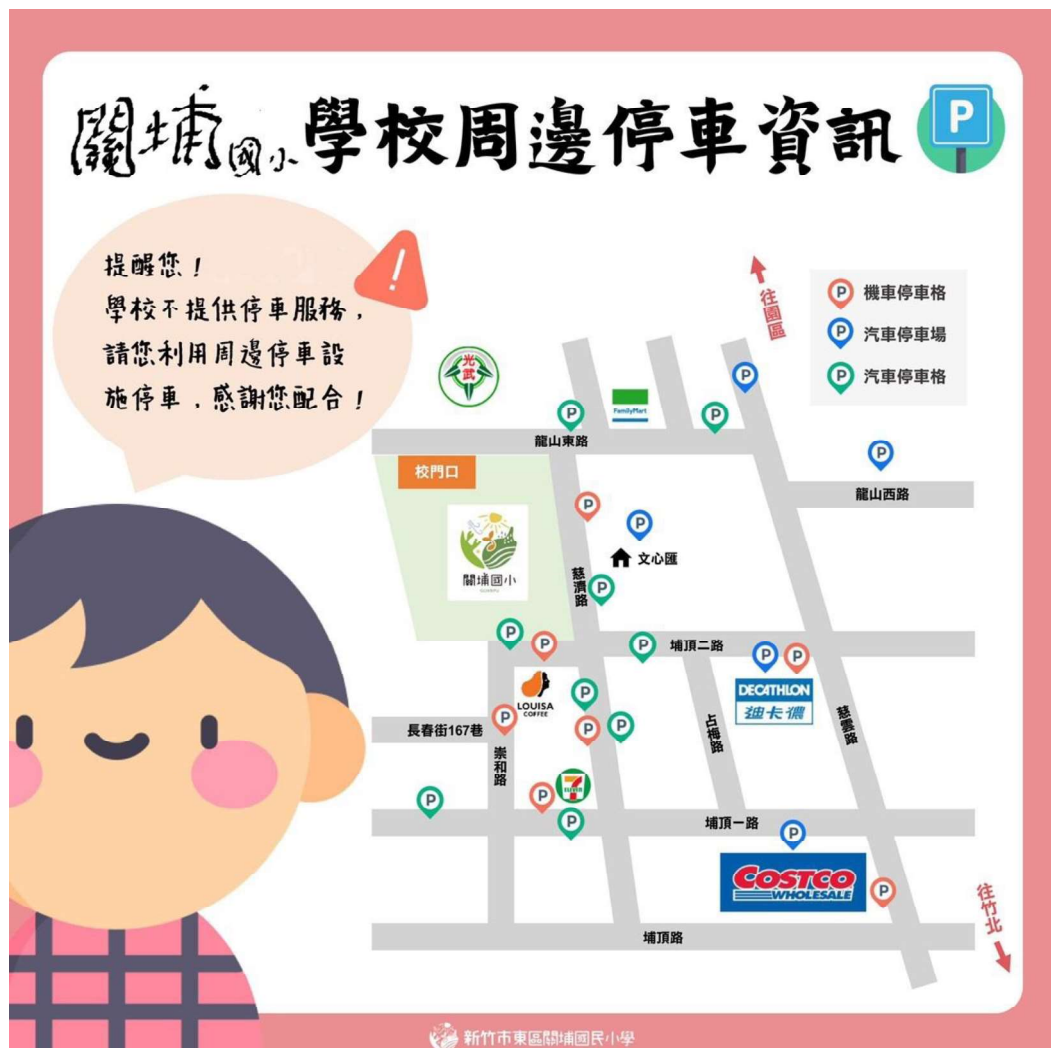 關埔國小學校周邊停車資訊
P
提醒您！
學校不提供停車服務，
請您利用周邊停車設
施停車，感謝您配合！
!
往園區
P 機車停車格
P 汽車停車場
P 汽車停車格
光武
FamilyMart
P
P
P
龍山東路
P
龍山西路
校門口
P
P
文心匯
關埔國小
慈濟路
P
P
P
P
埔頂二路
P
P
LOUISA
COFFEE
DECATHLON
迪卡儂
P
P
P
P
長春街167巷
崇和路
占梅路
慈雲路
P
P
7
ELEVEN
P
埔頂一路
P
COSTCO
WHOLESALE
P
往竹北
埔頂路
新竹市東區關埔國民小學